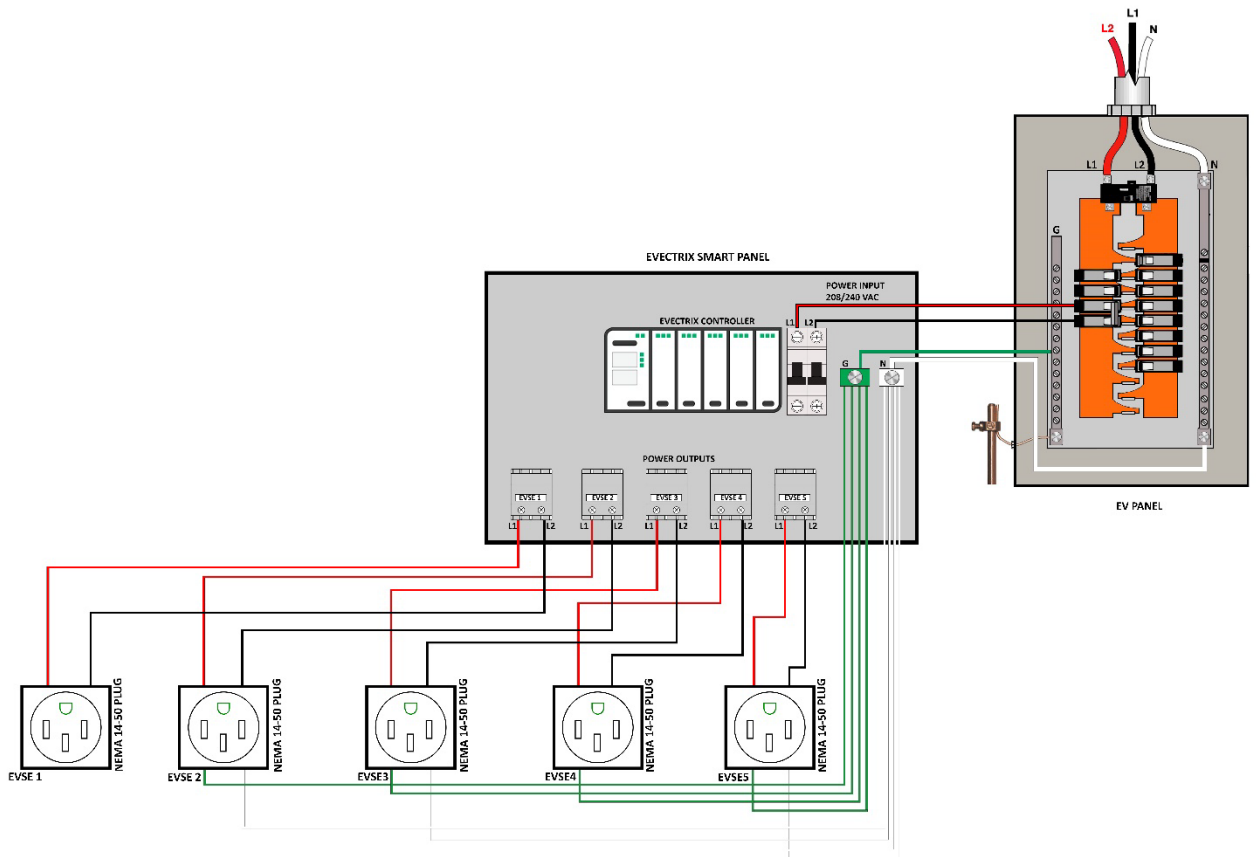 L1
L2
N
L1
L2
N
G
EVECTRIX SMART PANEL
POWER INPUT
208/240 VAC
EVECTRIX CONTROLLER
L1
L2
G
N
POWER OUTPUTS
EVSE 1
EVSE 2
EVSE 3
EVSE 4
EVSE 5
L1
L2
L1
L2
L1
L2
L1
L2
L1
L2
EV PANEL
NEMA 14-50 PLUG
NEMA 14-50 PLUG
NEMA 14-50 PLUG
NEMA 14-50 PLUG
NEMA 14-50 PLUG
EVSE 1
EVSE 2
EVSE3
EVSE4
EVSE5